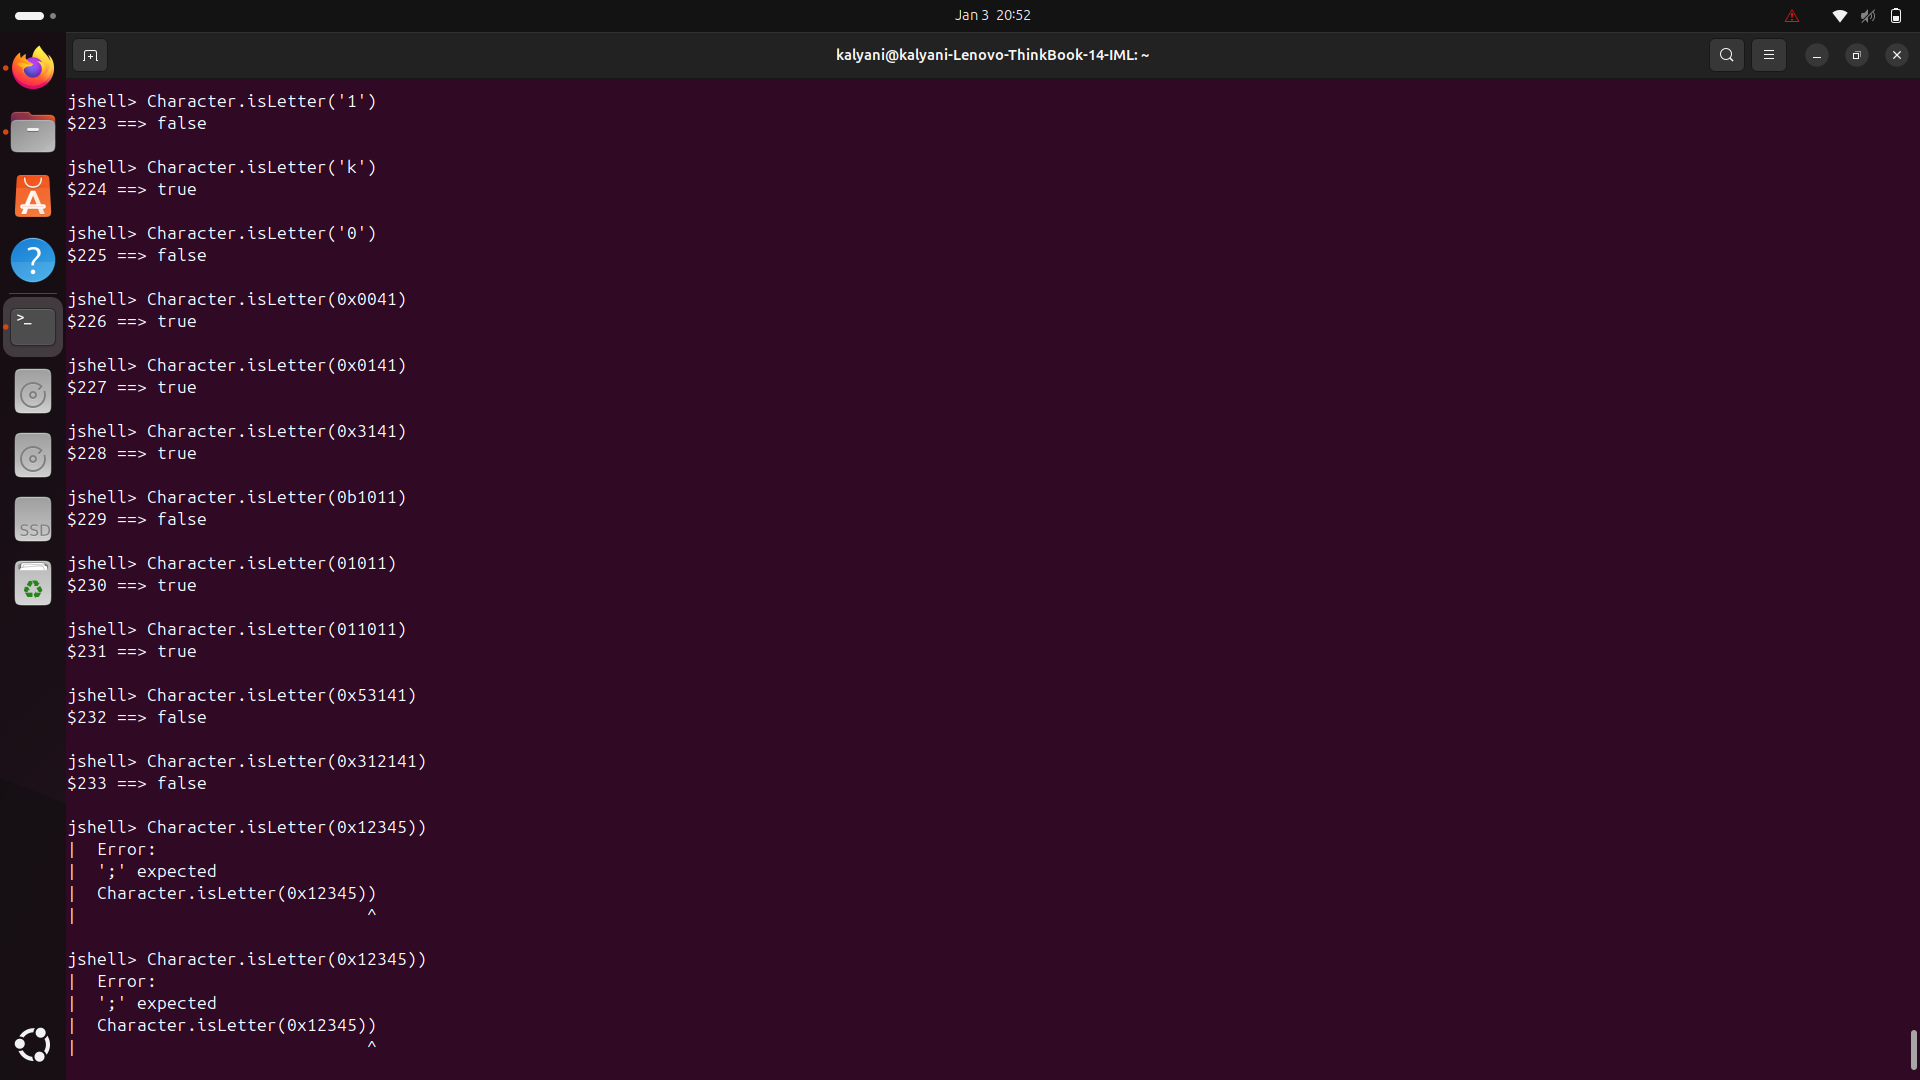 Jan 3 20:52
kalyani@kalyani-Lenovo-ThinkBook-14-IML: ~
jshell> Character.isLetter('1')
$223 ==> false
jshell> Character.isLetter('k')
$224 ==> true
jshell> Character.isLetter('0')
$225 ==> false
jshell> Character.isLetter(0x0041)
$226 ==> true
jshell> Character.isLetter(0x0141)
$227 ==> true
jshell> Character.isLetter(0x3141)
$228 ==> true
jshell> Character.isLetter(0b1011)
$229 ==> false
jshell> Character.isLetter(01011)
$230 ==> true
jshell> Character.isLetter(011011)
$231 ==> true
jshell> Character.isLetter(0x53141)
$232 ==> false
jshell> Character.isLetter(0x312141)
$233 ==> false
jshell> Character.isLetter(0x12345))
|  Error:
|  ';' expected
|  Character.isLetter(0x12345))
|                              ^
jshell> Character.isLetter(0x12345))
|  Error:
|  ';' expected
|  Character.isLetter(0x12345))
|                              ^
>_
SSD